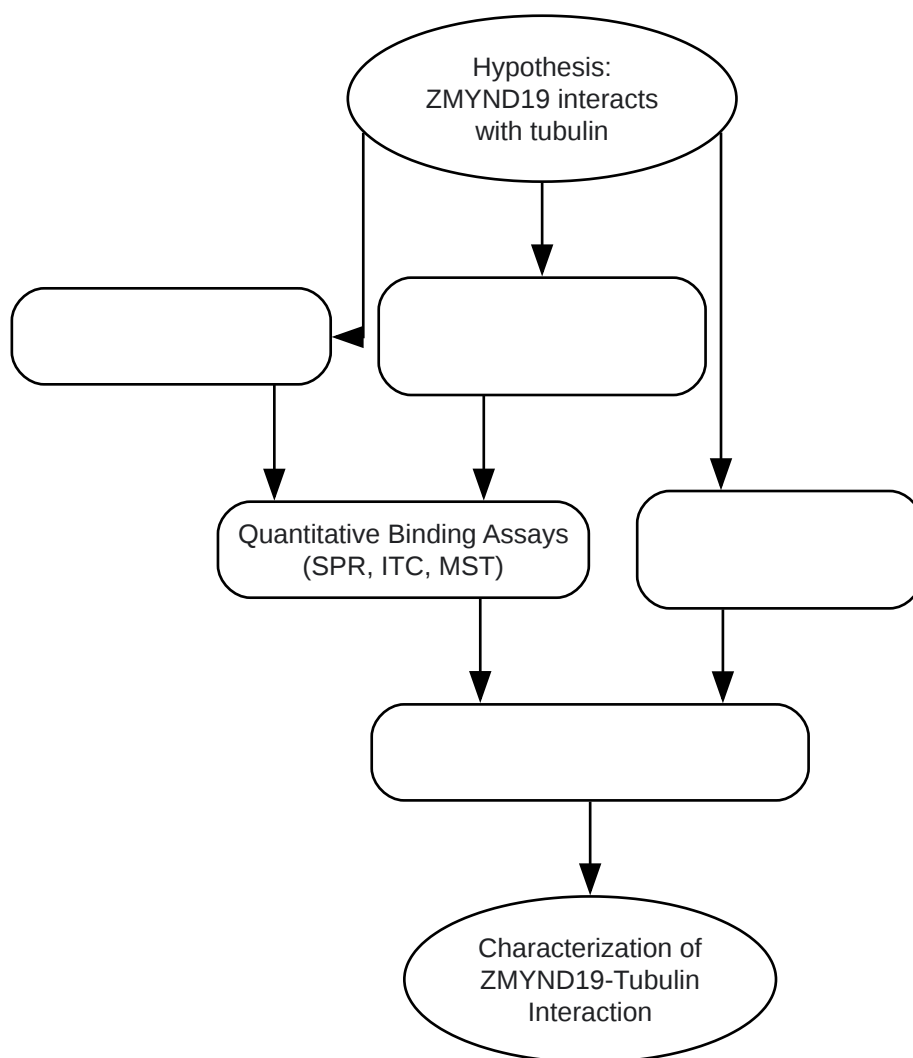 Hypothesis:
ZMYND19 interacts
with tubulin
Quantitative Binding Assays
(SPR, ITC, MST)
Characterization of
ZMYND19-Tubulin
Interaction